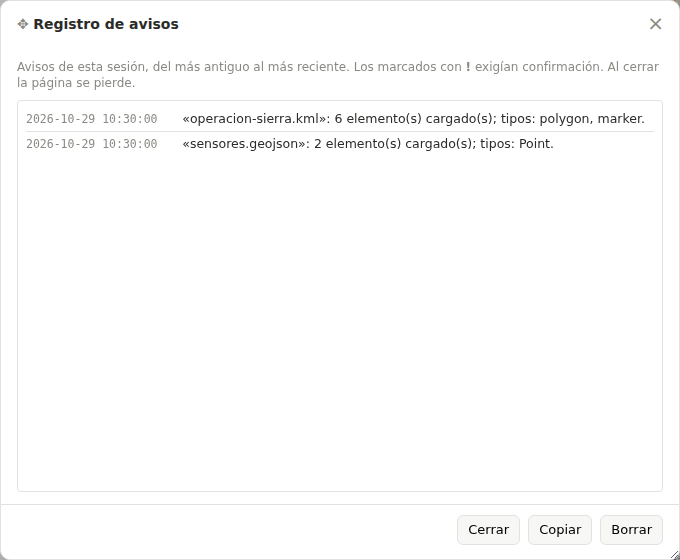 Registro de avisos
Avisos de esta sesión, del más antiguo al más reciente. Los marcados con ! exigían confirmación. Al cerrar
la página se pierde.
2026-10-29 10:30:00 «operacion-sierra.kml»: 6 elemento(s) cargado(s); tipos: polygon, marker.
2026-10-29 10:30:00 «sensores.geojson»: 2 elemento(s) cargado(s); tipos: Point.
Cerrar Copiar Borrar